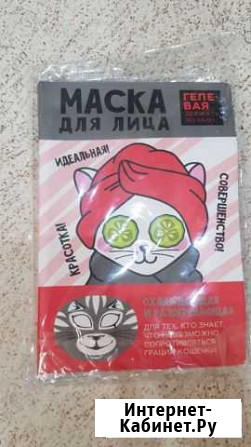 МАСКА
ДЛЯ ЛИЦА
ГЕЛЕ
ВАЯ
ИДЕАЛЬНАЯ!
СОВЕРШЕНСТВО!
КРАСОТКА!
ДЛЯ ТЕХ, КТО ЗНАЕТ,
ЧТО НЕВОЗМОЖНО
СОПРОТИВЛЯТЬСЯ
ГРАЦИИ КОШЕЧКИ
Интернет-
Кабинет.Ру